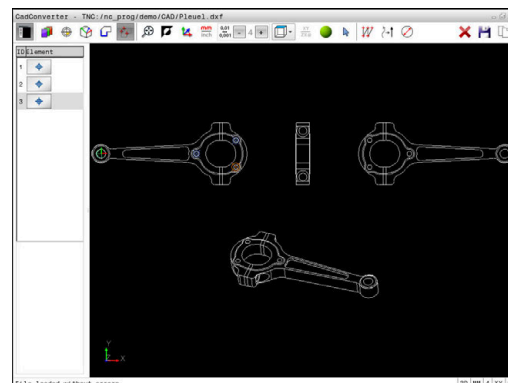 CadConverter - TNC:/nc_prog/demo/CAD/Pleuel.dxf
mm
inch
0,01
0,001
4
ID Element
1
2
3
Y
X
File loaded without errors